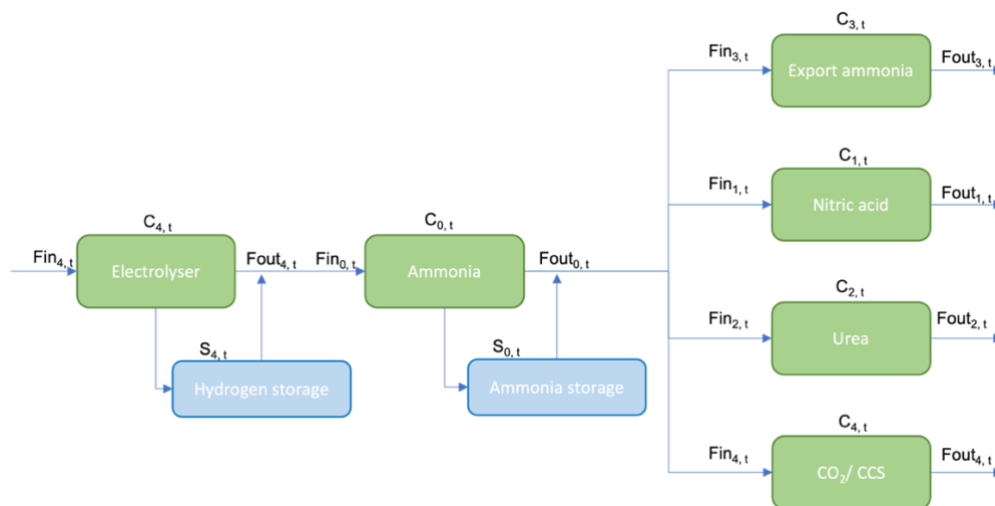 C3, t
Fin3, t
Export ammonia
Fout3, t
C1, t
Fin1, t
Nitric acid
Fout1, t
C4, t
Fin4, t
Electrolyser
Fout4, t
S4, t
Hydrogen storage
C0, t
Fin0, t
Ammonia
Fout0, t
S0, t
Ammonia storage
C2, t
Fin2, t
Urea
Fout2, t
C4, t
Fin4, t
CO2/ CCS
Fout4, t